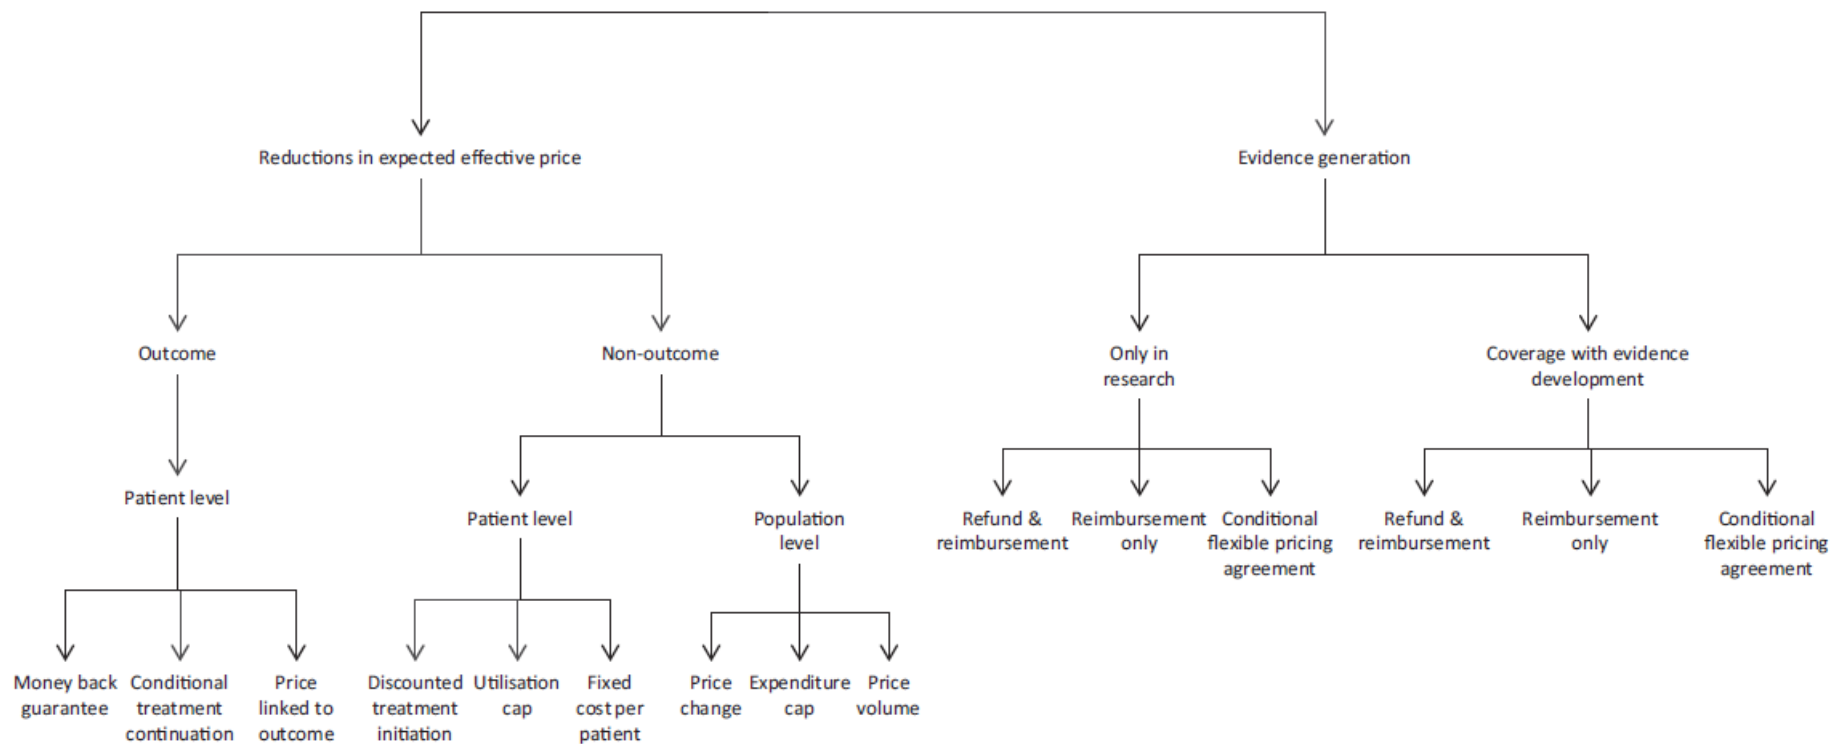 Reductions in expected effective price
Evidence generation
Outcome
Non-outcome
Only in
research
Coverage with evidence
development
Patient level
Patient level
Population
level
Refund &
reimbursement
Reimbursement
only
Conditional
flexible pricing
agreement
Refund &
reimbursement
Reimbursement
only
Conditional
flexible pricing
agreement
Money back
guarantee
Conditional
treatment
continuation
Price
linked to
outcome
Discounted
treatment
initiation
Utilisation
cap
Fixed
cost per
patient
Price
change
Expenditure
cap
Price
volume